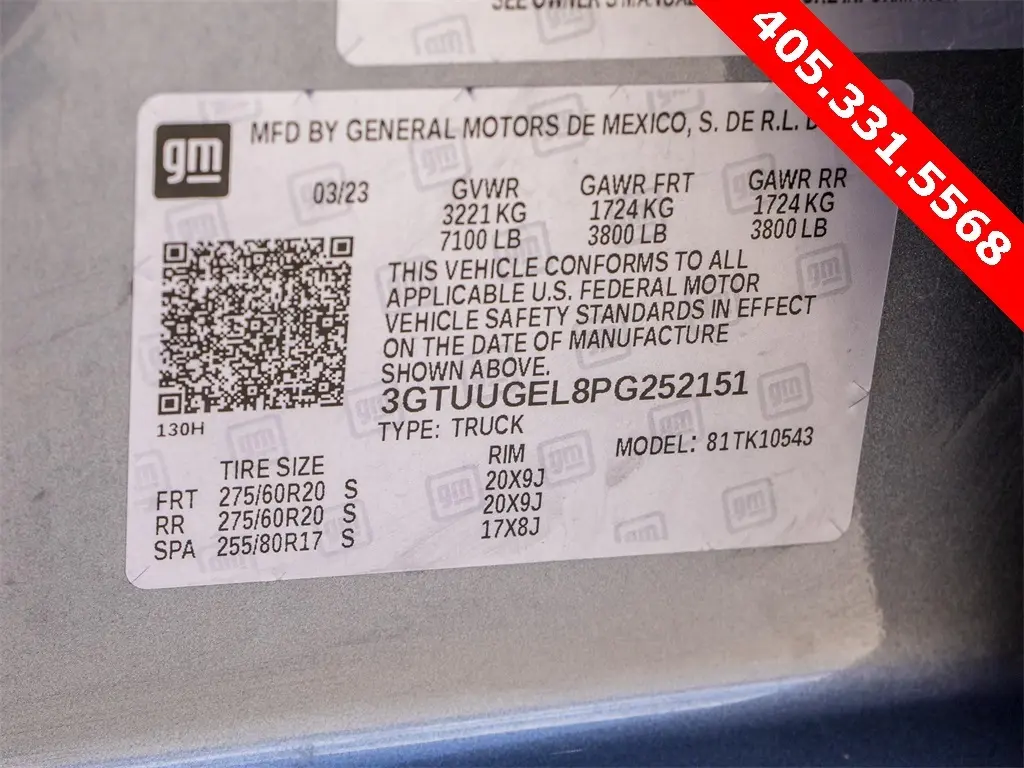 SEE OWNER'S MANUAL
405.331.5568
gm
MFD BY GENERAL MOTORS DE MEXICO, S. DE R.L.
03/23 GVWR GAWR FRT GAWR RR
3221 KG 1724 KG 1724 KG
7100 LB 3800 LB 3800 LB
THIS VEHICLE CONFORMS TO ALL
APPLICABLE U.S. FEDERAL MOTOR
VEHICLE SAFETY STANDARDS IN EFFECT
ON THE DATE OF MANUFACTURE
SHOWN ABOVE.
3GTUUGEL8PG252151
130H
TYPE: TRUCK MODEL: 81TK10543
TIRE SIZE RIM
FRT 275/60R20 S 20X9J
RR 275/60R20 S 20X9J
SPA 255/80R17 S 17X8J